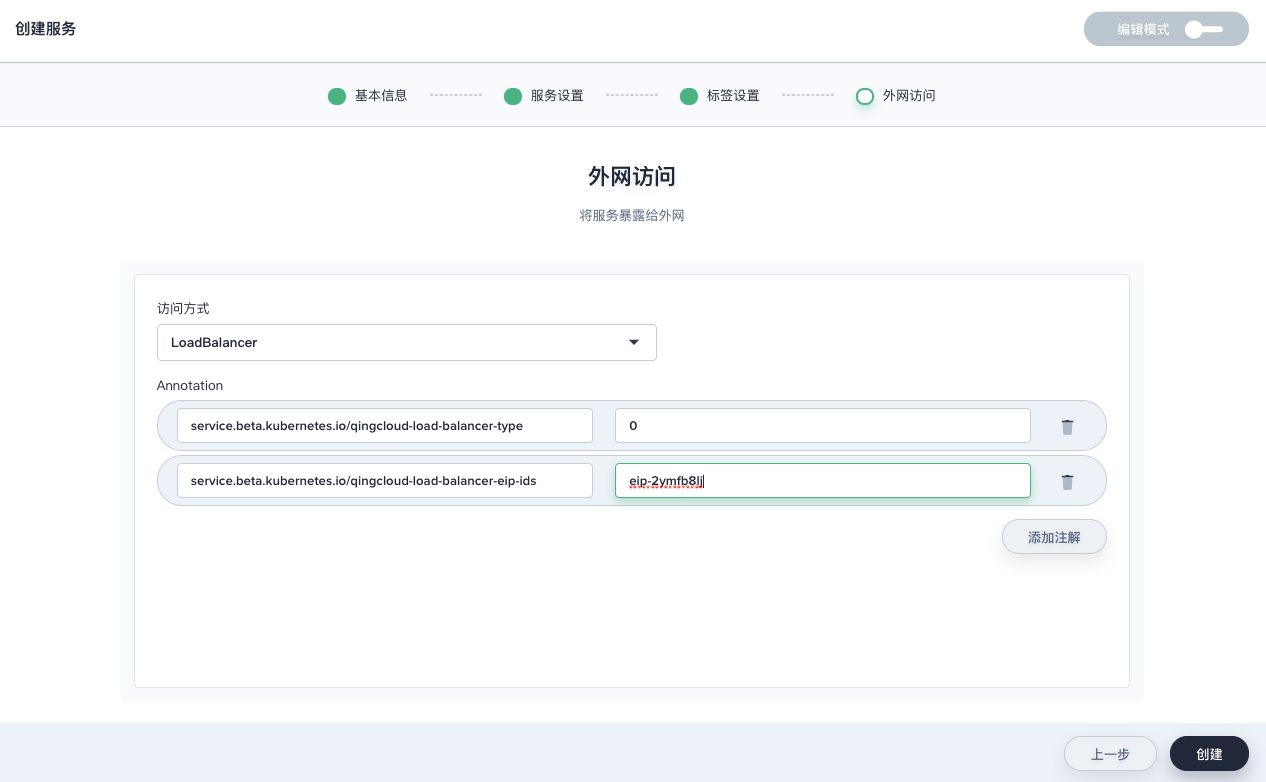 创建服务
编辑模式
基本信息
服务设置
标签设置
外网访问
外网访问
将服务暴露给外网
访问方式
LoadBalancer
Annotation
service.beta.kubernetes.io/qingcloud-load-balancer-type
0
service.beta.kubernetes.io/qingcloud-load-balancer-eip-ids
eip-2ymfb8lj
添加注解
上一步
创建